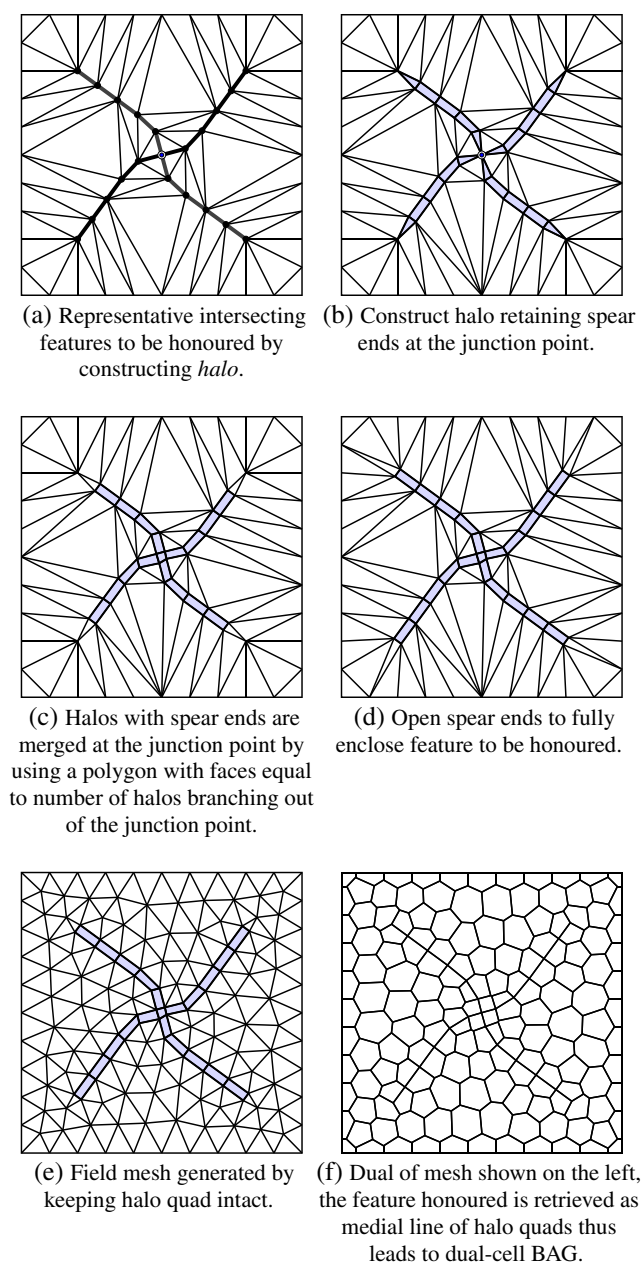 (a) Representative intersecting
features to be honoured by
constructing halo.
(b) Construct halo retaining spear
ends at the junction point.
(c) Halos with spear ends are
merged at the junction point by
using a polygon with faces equal
to number of halos branching out
of the junction point.
(d) Open spear ends to fully
enclose feature to be honoured.
(e) Field mesh generated by
keeping halo quad intact.
(f) Dual of mesh shown on the left,
the feature honoured is retrieved as
medial line of halo quads thus
leads to dual-cell BAG.